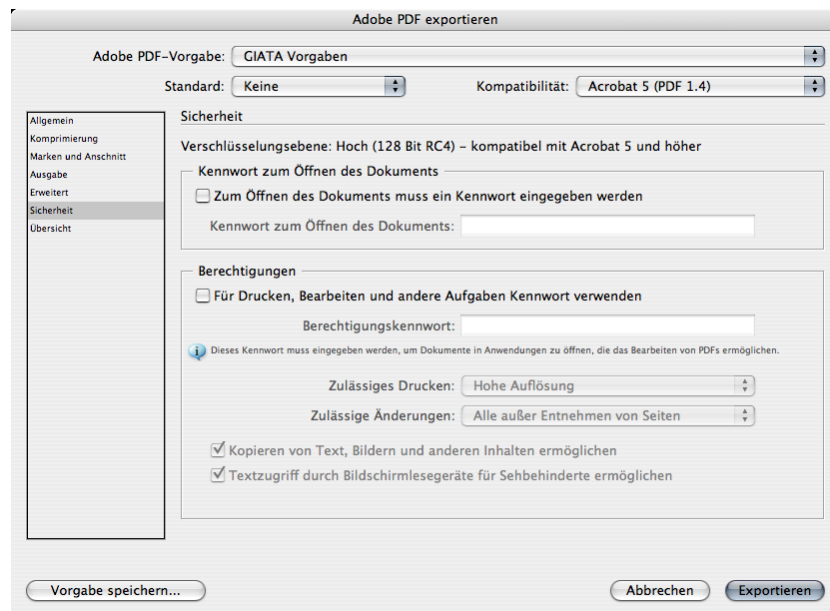 Adobe PDF exportieren
Adobe PDF-Vorgabe: GIATA Vorgaben
Standard: Keine Kompatibilität: Acrobat 5 (PDF 1.4)
Allgemein
Komprimierung
Marken und Anschnitt
Ausgabe
Erweitert
Sicherheit
Übersicht
Sicherheit
Verschlüsselungsebene: Hoch (128 Bit RC4) – kompatibel mit Acrobat 5 und höher
Kennwort zum Öffnen des Dokuments
Zum Öffnen des Dokuments muss ein Kennwort eingegeben werden
Kennwort zum Öffnen des Dokuments:
Berechtigungen
Für Drucken, Bearbeiten und andere Aufgaben Kennwort verwenden
Berechtigungskennwort:
Dieses Kennwort muss eingegeben werden, um Dokumente in Anwendungen zu öffnen, die das Bearbeiten von PDFs ermöglichen.
Zulässiges Drucken: Hohe Auflösung
Zulässige Änderungen: Alle außer Entnehmen von Seiten
Kopieren von Text, Bildern und anderen Inhalten ermöglichen
Textzugriff durch Bildschirmlesegeräte für Sehbehinderte ermöglichen
Vorgabe speichern... Abbrechen Exportieren